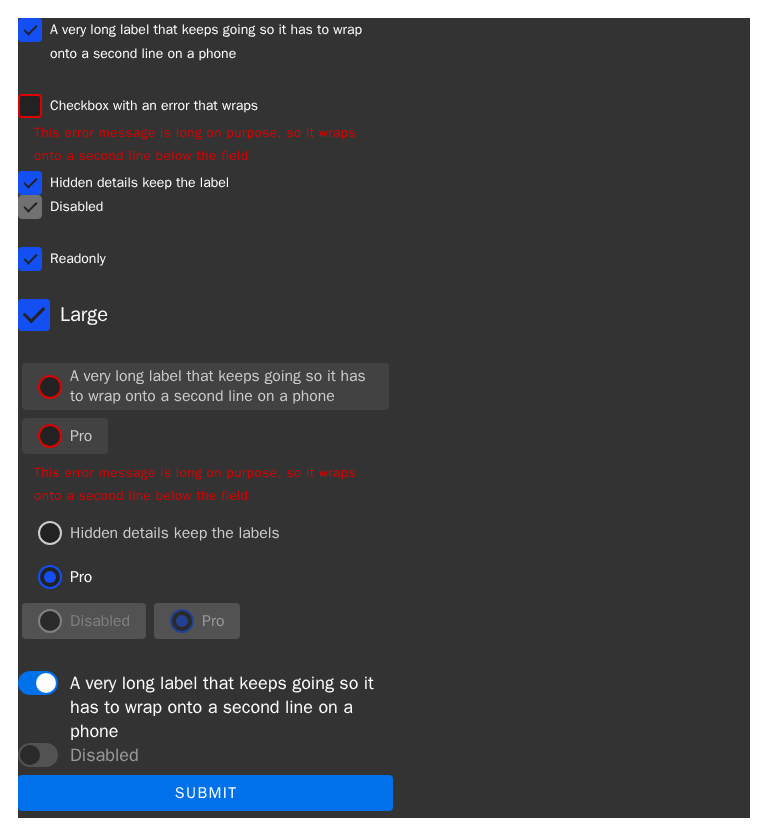 A very long label that keeps going so it has to wrap
onto a second line on a phone
Checkbox with an error that wraps
This error message is long on purpose, so it wraps
onto a second line below the field
Hidden details keep the label
Disabled
Readonly
Large
A very long label that keeps going so it has
to wrap onto a second line on a phone
Pro
This error message is long on purpose, so it wraps
onto a second line below the field
Hidden details keep the labels
Pro
Disabled Pro
A very long label that keeps going so it
has to wrap onto a second line on a
phone
Disabled
SUBMIT